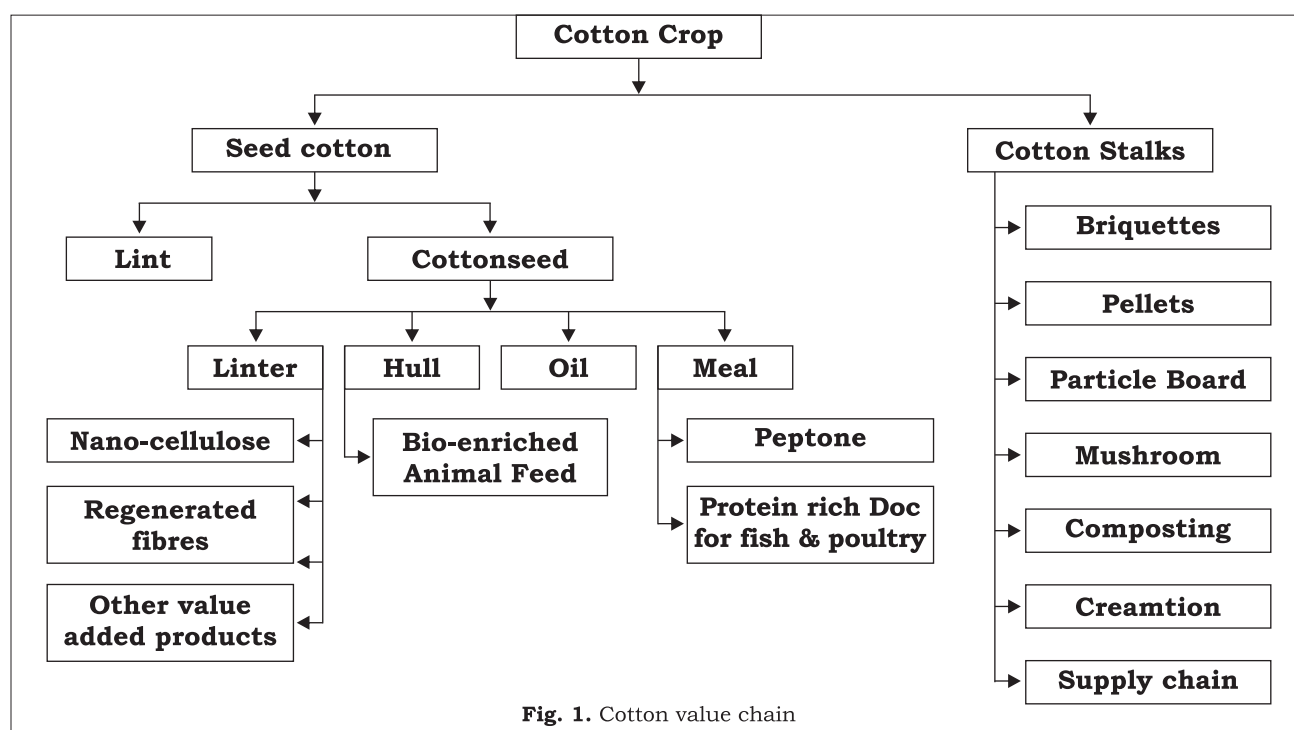 Cotton Crop
Seed cotton
Cotton Stalks
Lint
Cottonseed
Linter
Hull
Oil
Meal
Nano-cellulose
Regenerated
fibres
Other value
added products
Bio-enriched
Animal Feed
Peptone
Protein rich Doc
for fish & poultry
Briquettes
Pellets
Particle Board
Mushroom
Composting
Creamtion
Supply chain
Fig. 1. Cotton value chain